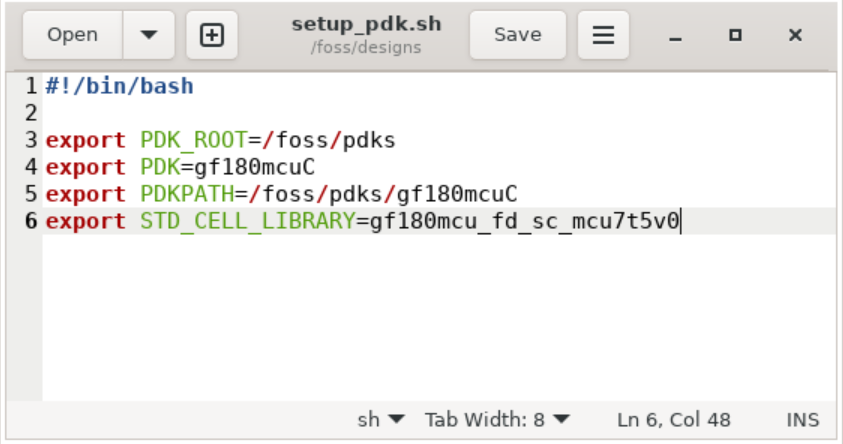 Open
setup_pdk.sh
/foss/designs
Save
1 #!/bin/bash
2
3 export PDK_ROOT=/foss/pdks
4 export PDK=gf180mcuC
5 export PDKPATH=/foss/pdks/gf180mcuC
6 export STD_CELL_LIBRARY=gf180mcu_fd_sc_mcu7t5v0
sh Tab Width: 8 Ln 6, Col 48 INS